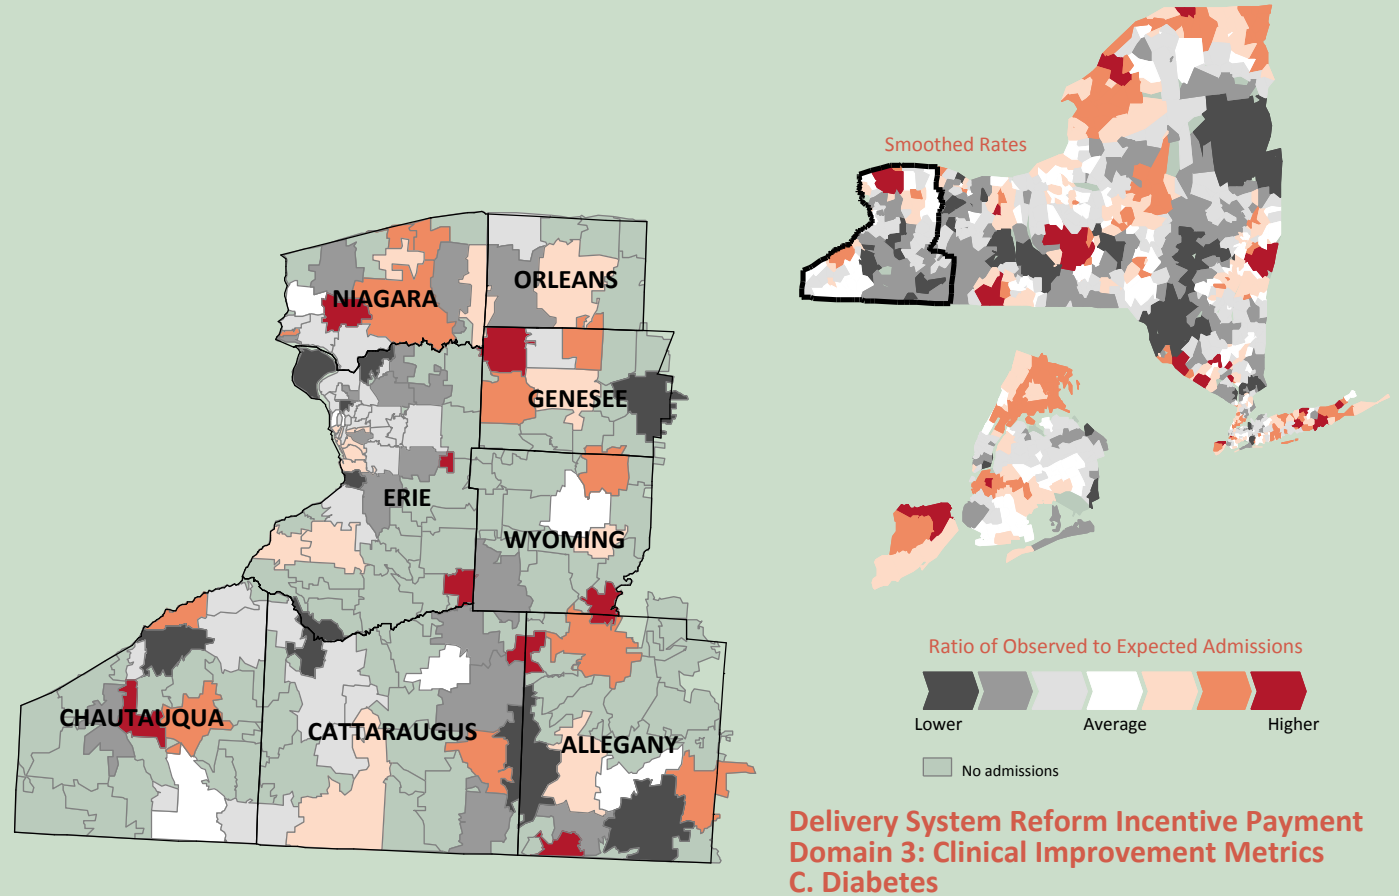 Smoothed Rates
NIAGARA
ORLEANS
GENESEE
ERIE
WYOMING
CHAUTAUQUA
CATTARAUGUS
ALLEGANY
Ratio of Observed to Expected Admissions
Lower Average Higher
No admissions
Delivery System Reform Incentive Payment
Domain 3: Clinical Improvement Metrics
C. Diabetes